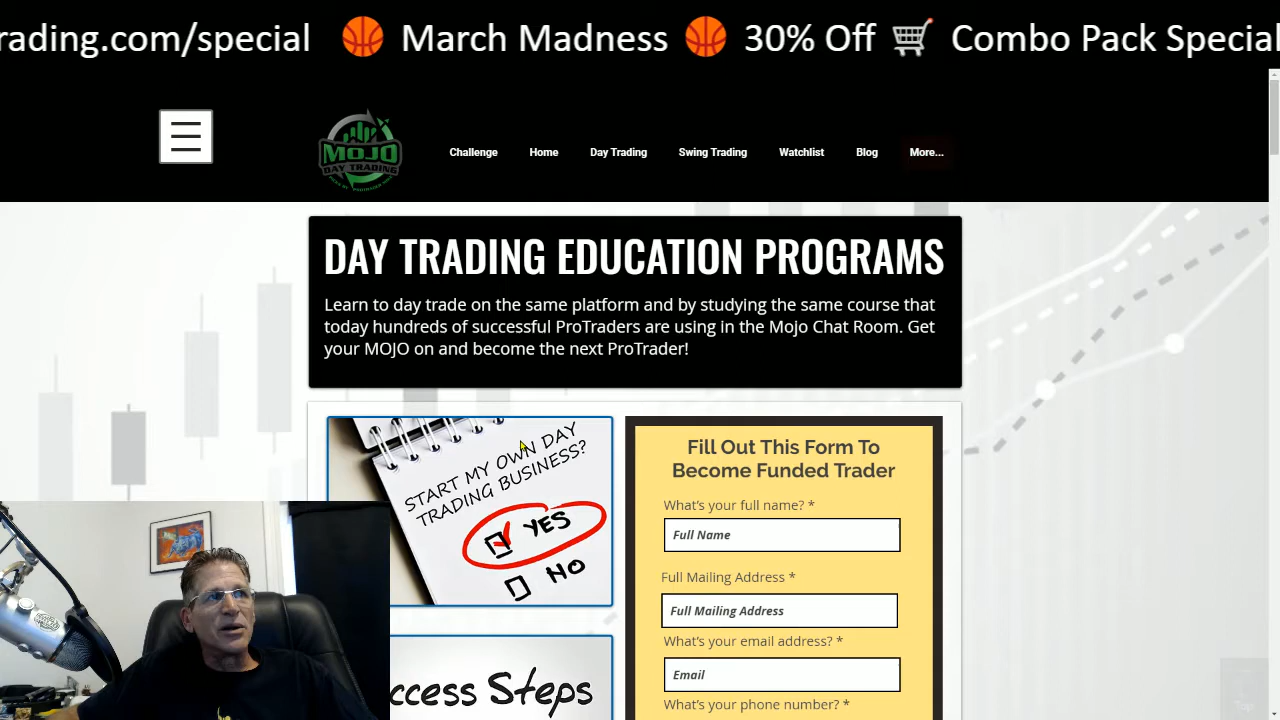 rading.com/special 🏀 March Madness 🏀 30% Off 🛒 Combo Pack Special
MOJO
DAY TRADING
Challenge Home Day Trading Swing Trading Watchlist Blog More...
DAY TRADING EDUCATION PROGRAMS
Learn to day trade on the same platform and by studying the same course that
today hundreds of successful ProTraders are using in the Mojo Chat Room. Get
your MOJO on and become the next ProTrader!
START MY OWN DAY
TRADING BUSINESS?
YES
NO
ccess Steps
Fill Out This Form To
Become Funded Trader
What's your full name? *
Full Name
Full Mailing Address *
Full Mailing Address
What's your email address? *
Email
What's your phone number? *
Top